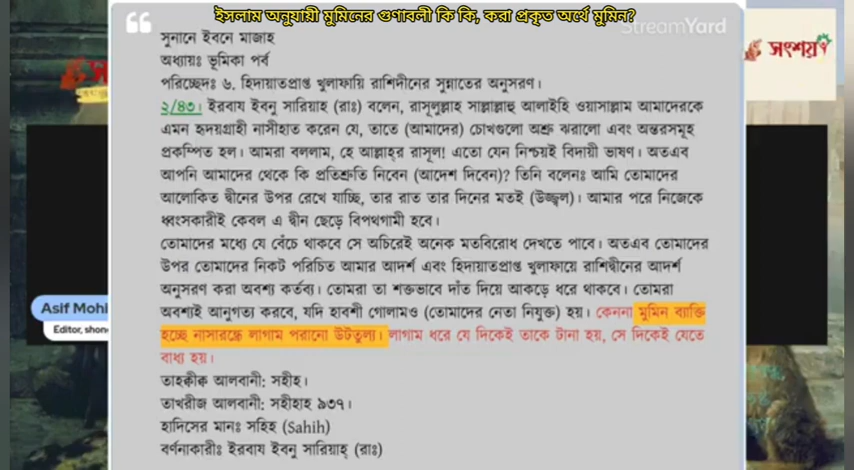 ইসলাম অনুযায়ী মুমিনের গুণাবলী কি কি, কারা প্রকৃত অর্থে মুমিন?
StreamYard
সুনানে ইবনে মাজাহ
অধ্যায়ঃ ভূমিকা পর্ব
পরিচ্ছেদঃ ৬. হিদায়াতপ্রাপ্ত খুলাফায়ি রাশিদীনের সুন্নাতের অনুসরণ।
২/৪৩। ইরবায ইবনু সারিয়াহ (রাঃ) বলেন, রাসূলুল্লাহ সাল্লাল্লাহু আলাইহি ওয়াসাল্লাম আমাদেরকে
এমন হৃদয়গ্রাহী নাসীহাত করেন যে, তাতে (আমাদের) চোখগুলো অশ্রু ঝরালো এবং অন্তরসমূহ
প্রকম্পিত হল। আমরা বললাম, হে আল্লাহ্‌র রাসূল! এতো যেন নিশ্চয়ই বিদায়ী ভাষণ। অতএব
আপনি আমাদের থেকে কি প্রতিশ্রুতি নিবেন (আদেশ দিবেন)? তিনি বলেনঃ আমি তোমাদের
আলোকিত দ্বীনের উপর রেখে যাচ্ছি, তার রাত তার দিনের মতই (উজ্জ্বল)। আমার পরে নিজেকে
ধ্বংসকারীই কেবল এ দ্বীন ছেড়ে বিপথগামী হবে।
তোমাদের মধ্যে যে বেঁচে থাকবে সে অচিরেই অনেক মতবিরোধ দেখতে পাবে। অতএব তোমাদের
উপর তোমাদের নিকট পরিচিত আমার আদর্শ এবং হিদায়াতপ্রাপ্ত খুলাফায়ে রাশিদ্বীনের আদর্শ
অনুসরণ করা অবশ্য কর্তব্য। তোমরা তা শক্তভাবে দাঁত দিয়ে আকড়ে ধরে থাকবে। তোমরা
অবশ্যই আনুগত্য করবে, যদি হাবশী গোলামও (তোমাদের নেতা নিযুক্ত) হয়। কেননা মুমিন ব্যাক্তি
হচ্ছে নাসারন্ধ্রে লাগাম পরানো উটতুল্য। লাগাম ধরে যে দিকেই তাকে টানা হয়, সে দিকেই যেতে
বাধ্য হয়।
তাহক্বীক্ব আলবানী: সহীহ।
তাখরীজ আলবানী: সহীহাহ ৯৩৭।
হাদিসের মানঃ সহিহ (Sahih)
বর্ণনাকারীঃ ইরবায ইবনু সারিয়াহ্ (রাঃ)
সংশয়
Asif Mohi
Editor, shon